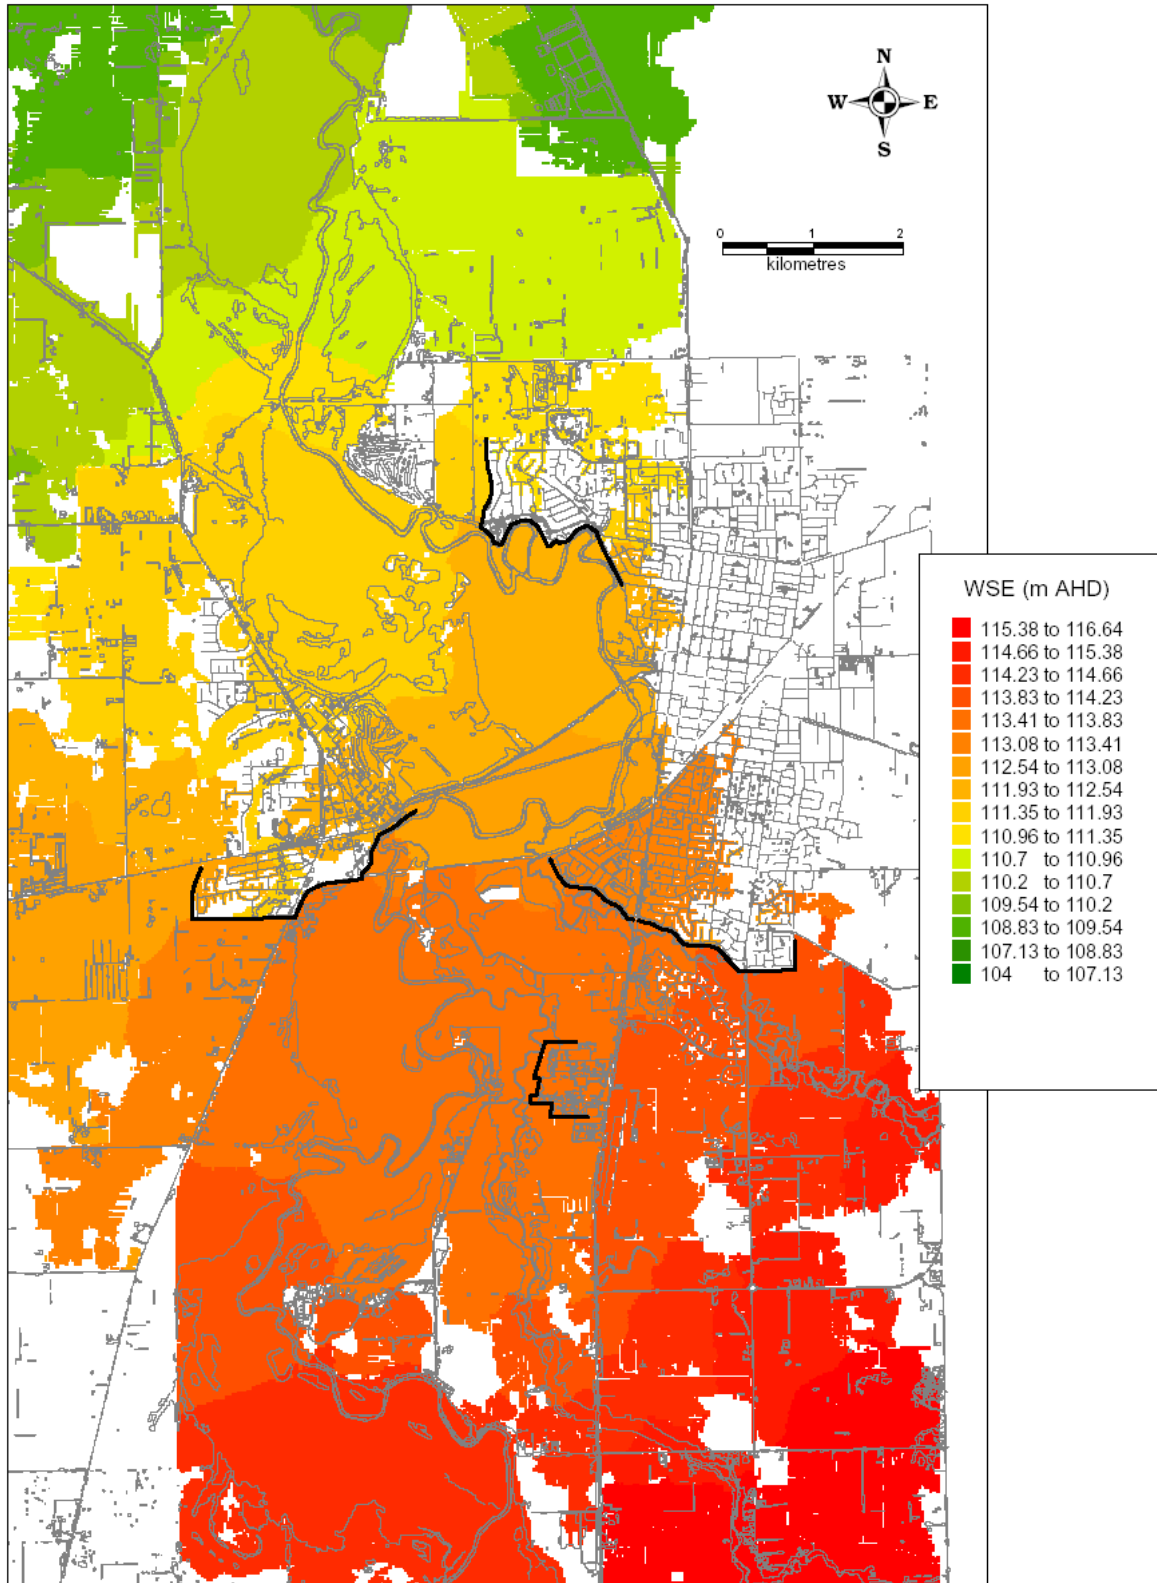 N
W E
S
0 1 2
kilometres
WSE (m AHD)
115.38 to 116.64
114.66 to 115.38
114.23 to 114.66
113.83 to 114.23
113.41 to 113.83
113.08 to 113.41
112.54 to 113.08
111.93 to 112.54
111.35 to 111.93
110.96 to 111.35
110.7 to 110.96
110.2 to 110.7
109.54 to 110.2
108.83 to 109.54
107.13 to 108.83
104 to 107.13